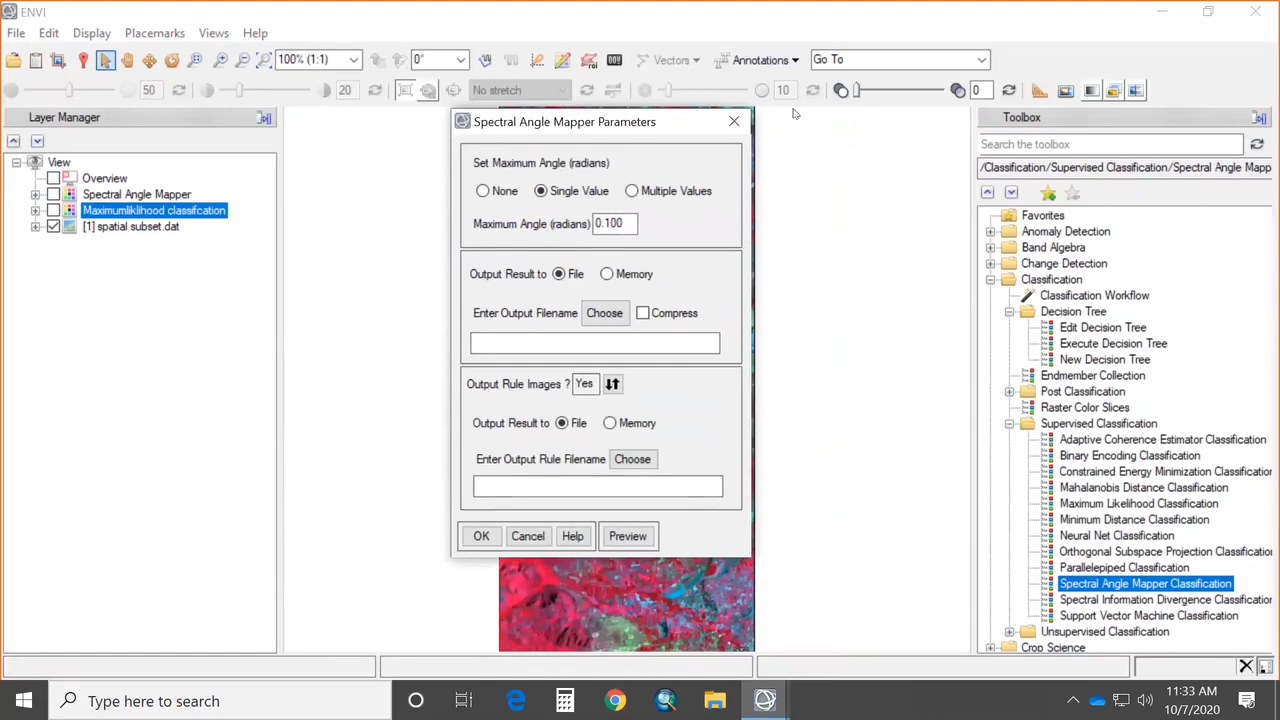 ENVI
File Edit Display Placemarks Views Help
100% (1:1) 0° Vectors Annotations Go To
50 20 No stretch 10 0
Layer Manager
View
Overview
Spectral Angle Mapper
Maximumliklihood classifcation
[1] spatial subset.dat
Spectral Angle Mapper Parameters
Set Maximum Angle (radians)
None Single Value Multiple Values
Maximum Angle (radians) 0.100
Output Result to File Memory
Enter Output Filename Choose Compress
Output Rule Images ? Yes
Output Result to File Memory
Enter Output Rule Filename Choose
OK Cancel Help Preview
Toolbox
Search the toolbox
/Classification/Supervised Classification/Spectral Angle Mapp
Favorites
Anomaly Detection
Band Algebra
Change Detection
Classification
Classification Workflow
Decision Tree
Edit Decision Tree
Execute Decision Tree
New Decision Tree
Endmember Collection
Post Classification
Raster Color Slices
Supervised Classification
Adaptive Coherence Estimator Classification
Binary Encoding Classification
Constrained Energy Minimization Classificatio
Mahalanobis Distance Classification
Maximum Likelihood Classification
Minimum Distance Classification
Neural Net Classification
Orthogonal Subspace Projection Classificatio
Parallelepiped Classification
Spectral Angle Mapper Classification
Spectral Information Divergence Classification
Support Vector Machine Classification
Unsupervised Classification
Crop Science
Type here to search
11:33 AM
10/7/2020